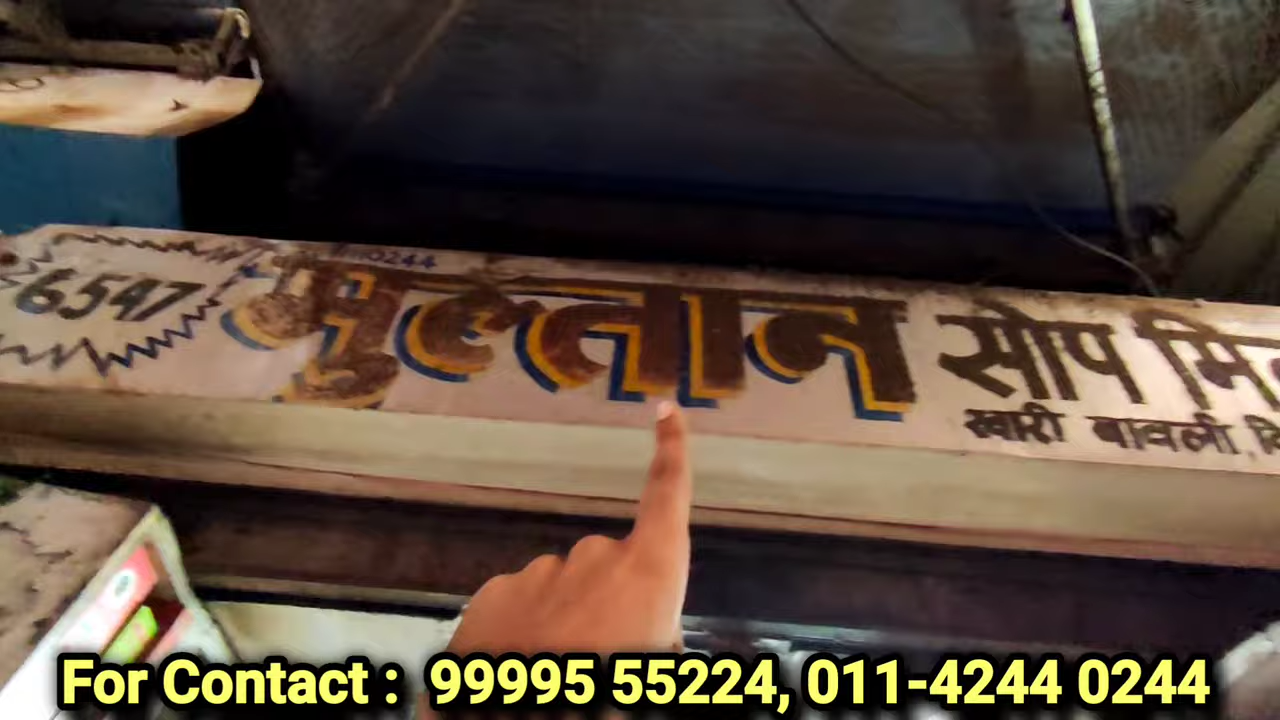 0244
6547
मुल्तान
सोप
खारी बावली,
For Contact : 99995 55224, 011-4244 0244